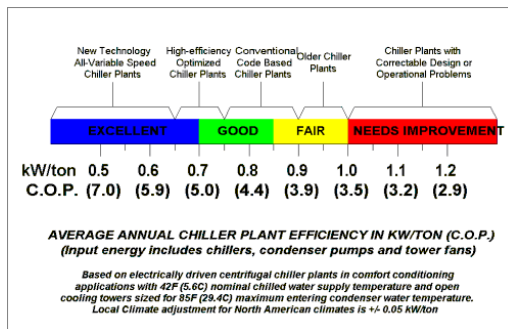 New Technology
All-Variable Speed
Chiller Plants
High-efficiency
Optimized
Chiller Plants
Conventional
Code Based
Chiller Plants
Older Chiller
Plants
Chiller Plants with
Correctable Design or
Operational Problems
EXCELLENT GOOD FAIR NEEDS IMPROVEMENT
kW/ton 0.5 0.6 0.7 0.8 0.9 1.0 1.1 1.2
C.O.P. (7.0) (5.9) (5.0) (4.4) (3.9) (3.5) (3.2) (2.9)
AVERAGE ANNUAL CHILLER PLANT EFFICIENCY IN KW/TON (C.O.P.)
(Input energy includes chillers, condenser pumps and tower fans)
Based on electrically driven centrifugal chiller plants in comfort conditioning
applications with 42F (5.6C) nominal chilled water supply temperature and open
cooling towers sized for 85F (29.4C) maximum entering condenser water temperature.
Local Climate adjustment for North American climates is +/- 0.05 kW/ton